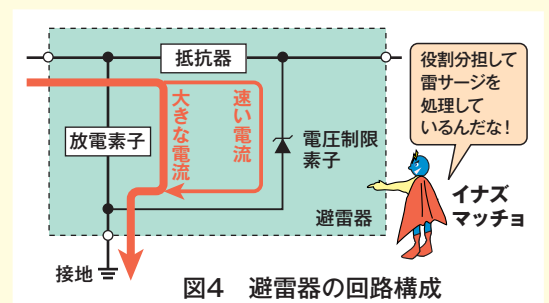 抵抗器
放電素子
大きな電流
速い電流
電圧制限
素子
避雷器
接地
役割分担して
雷サージを
処理して
いるんだな!
イナズ
マッチョ
図4 避雷器の回路構成